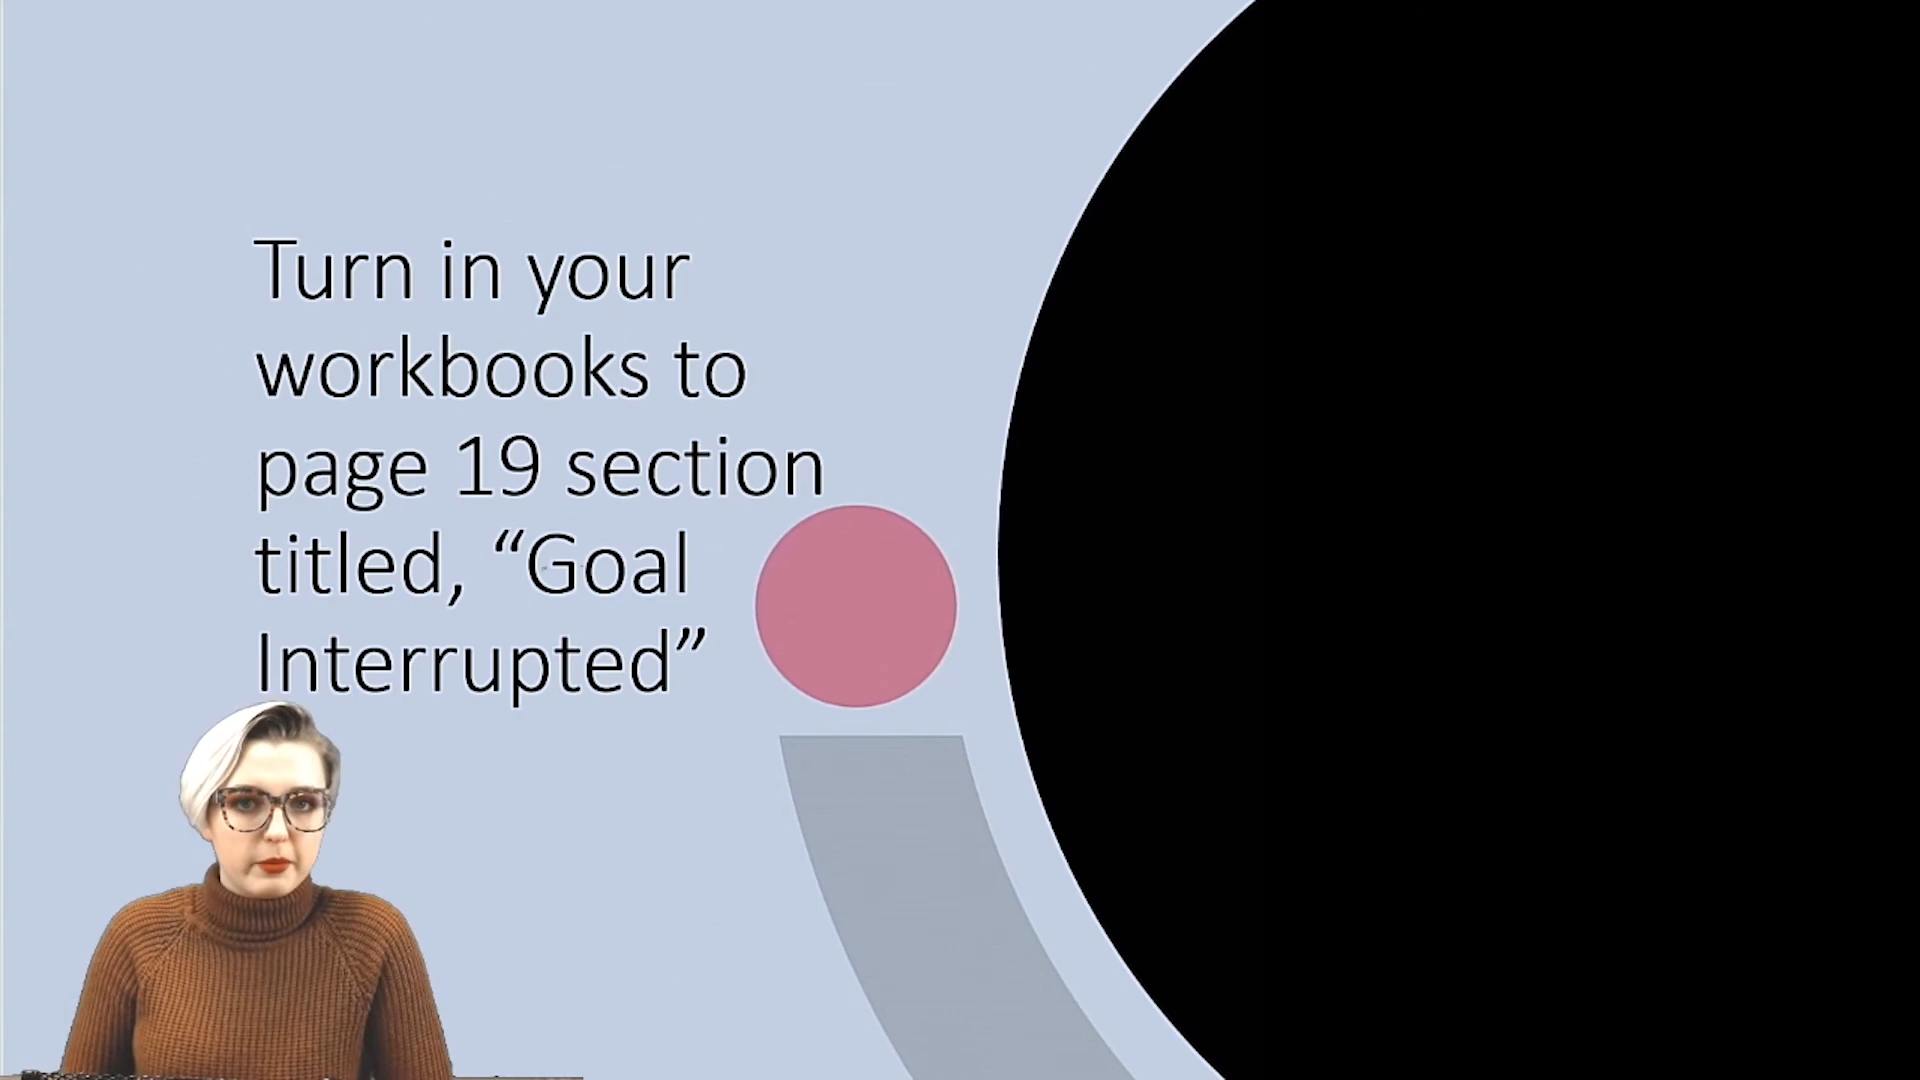 Turn in your
workbooks to
page 19 section
titled, “Goal
Interrupted”